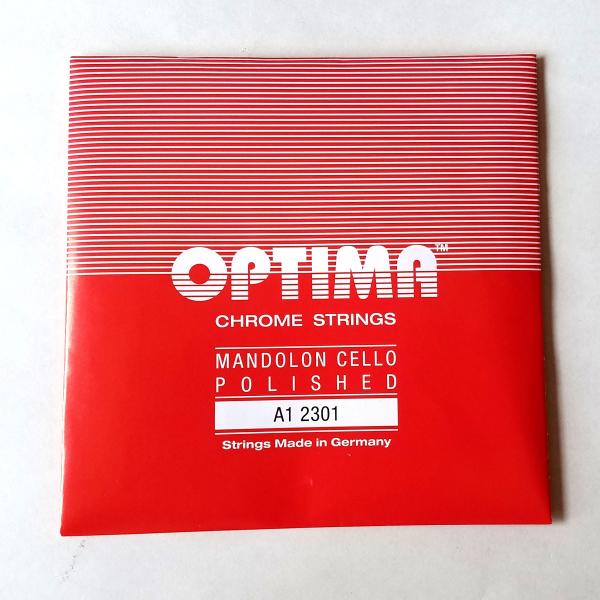 OPTIMA™
CHROME STRINGS
MANDOLON CELLO
POLISHED
A1 2301
Strings Made in Germany